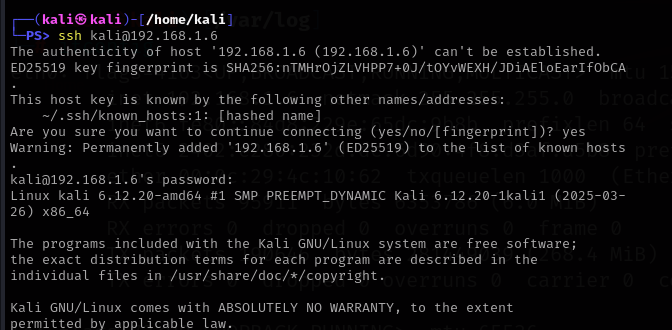 ┌──(kali㉿kali)-[/home/kali]
└─PS> ssh kali@192.168.1.6
The authenticity of host '192.168.1.6 (192.168.1.6)' can't be established.
ED25519 key fingerprint is SHA256:nTMHrOjZLVHPP7+0J/tOYvWEXH/JDiAEloEarIfObCA
.
This host key is known by the following other names/addresses:
    ~/.ssh/known_hosts:1: [hashed name]
Are you sure you want to continue connecting (yes/no/[fingerprint])? yes
Warning: Permanently added '192.168.1.6' (ED25519) to the list of known hosts
.
kali@192.168.1.6's password:
Linux kali 6.12.20-amd64 #1 SMP PREEMPT_DYNAMIC Kali 6.12.20-1kali1 (2025-03-
26) x86_64

The programs included with the Kali GNU/Linux system are free software;
the exact distribution terms for each program are described in the
individual files in /usr/share/doc/*/copyright.

Kali GNU/Linux comes with ABSOLUTELY NO WARRANTY, to the extent
permitted by applicable law.